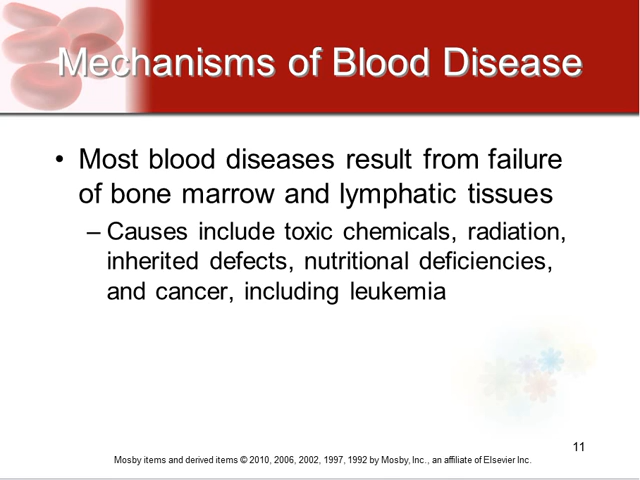 Mechanisms of Blood Disease
• Most blood diseases result from failure
of bone marrow and lymphatic tissues
– Causes include toxic chemicals, radiation,
inherited defects, nutritional deficiencies,
and cancer, including leukemia
11
Mosby items and derived items © 2010, 2006, 2002, 1997, 1992 by Mosby, Inc., an affiliate of Elsevier Inc.